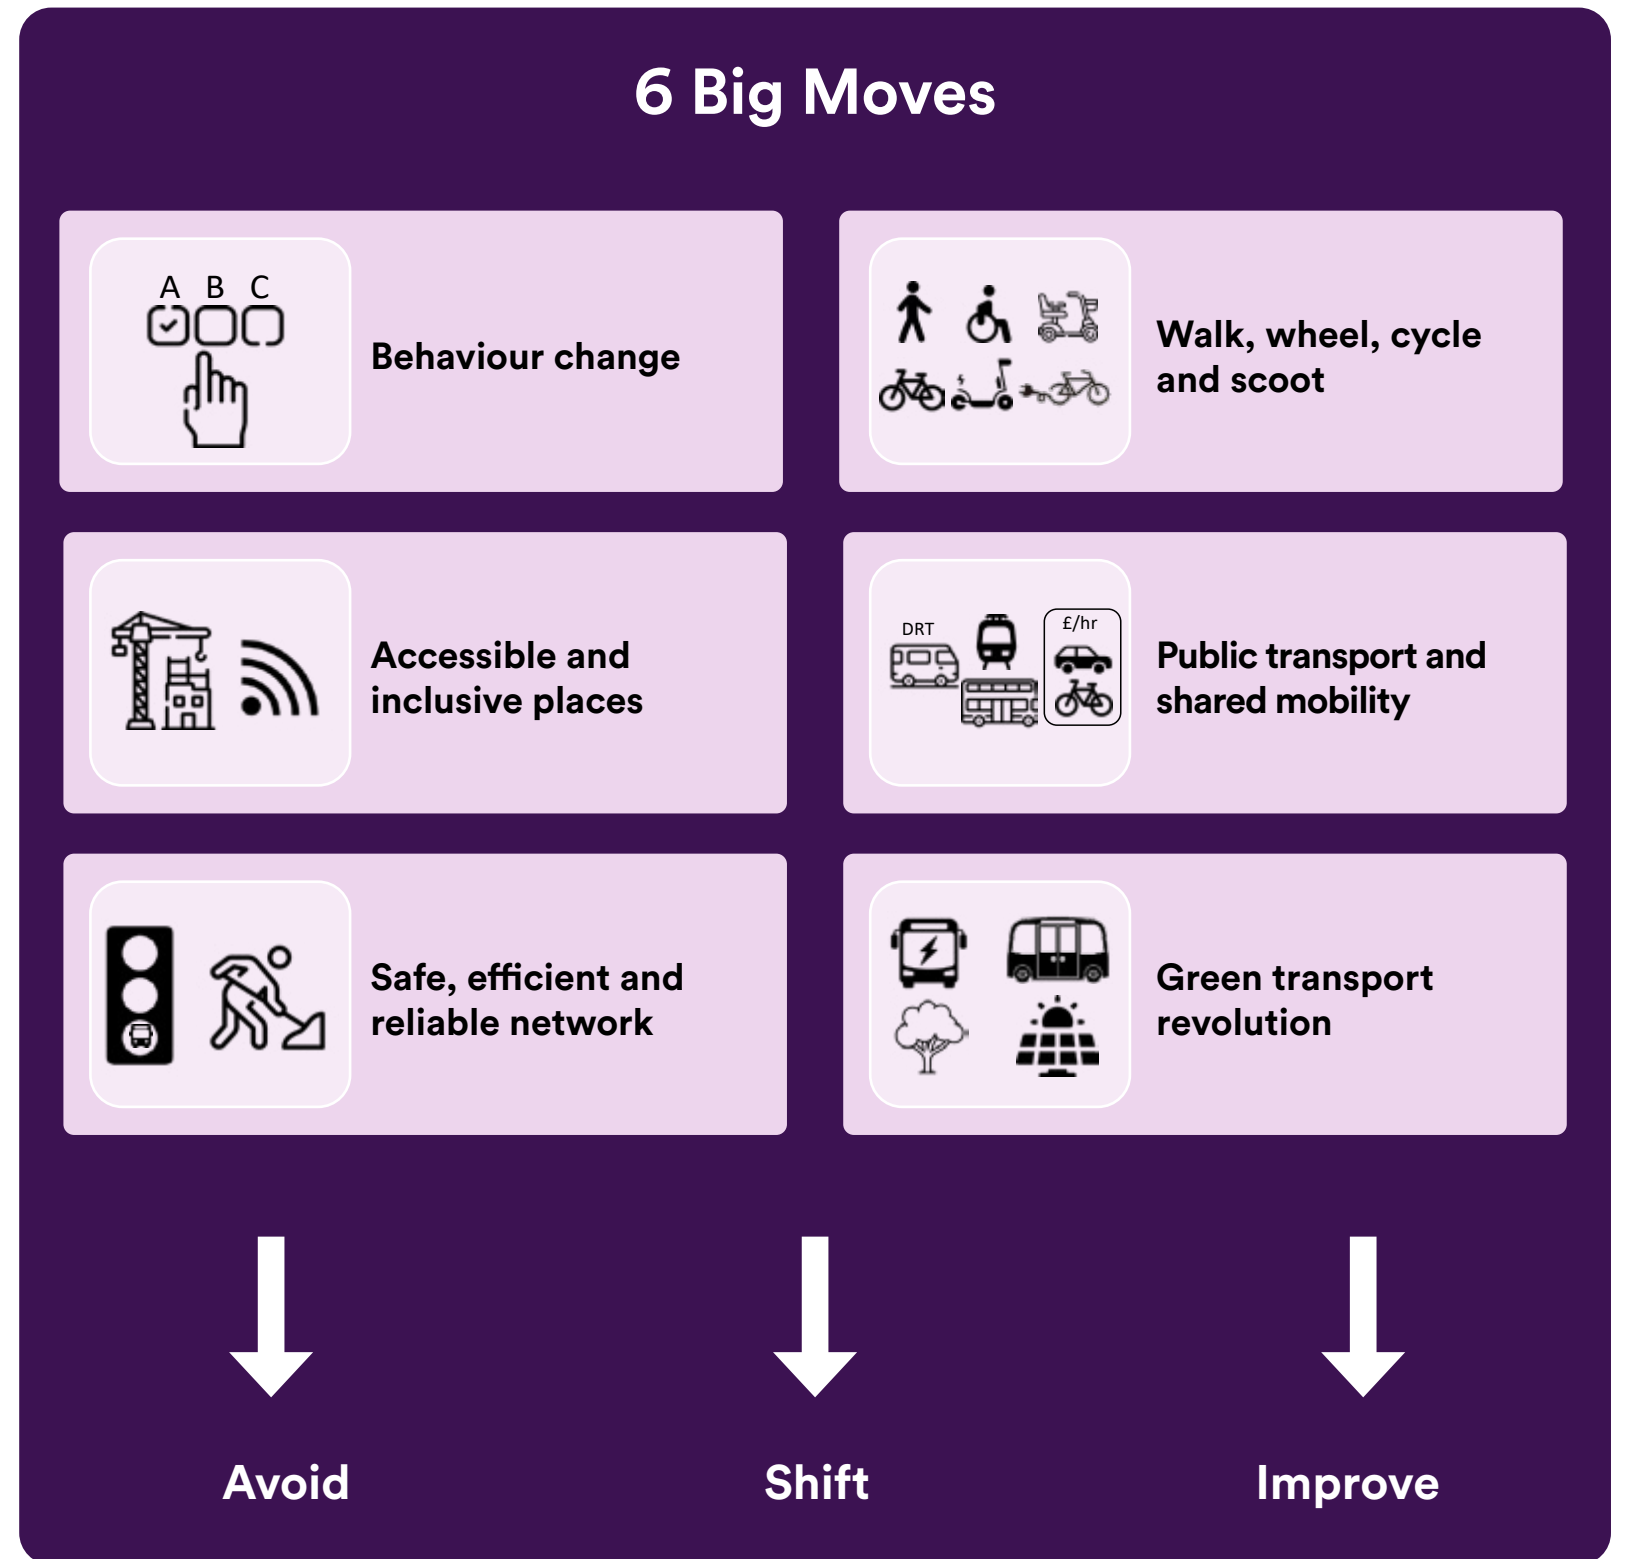 6 Big Moves
A B C
Behaviour change
Walk, wheel, cycle
and scoot
Accessible and
inclusive places
DRT
£/hr
Public transport and
shared mobility
Safe, efficient and
reliable network
Green transport
revolution
Avoid
Shift
Improve